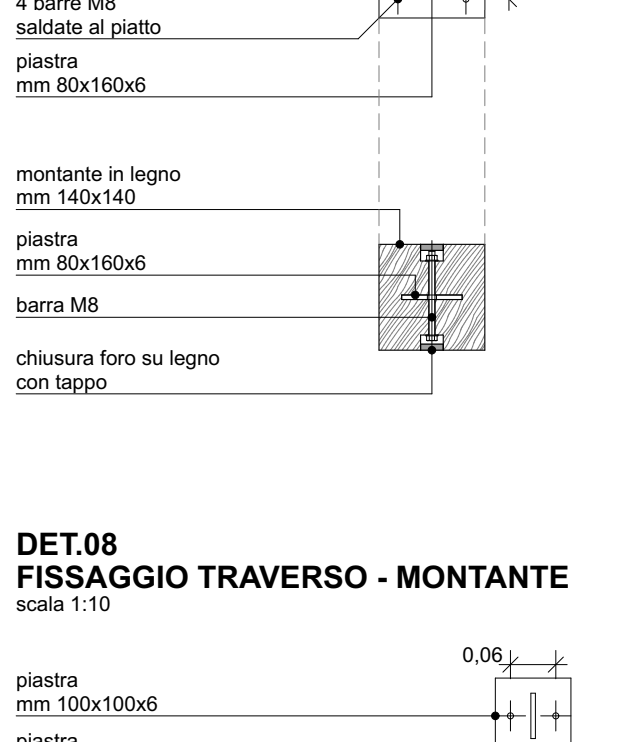 4 barre M8
saldate al piatto
piastra
mm 80x160x6
montante in legno
mm 140x140
piastra
mm 80x160x6
barra M8
chiusura foro su legno
con tappo
DET.08
FISSAGGIO TRAVERSO - MONTANTE
scala 1:10
0,06
piastra
mm 100x100x6
piastra